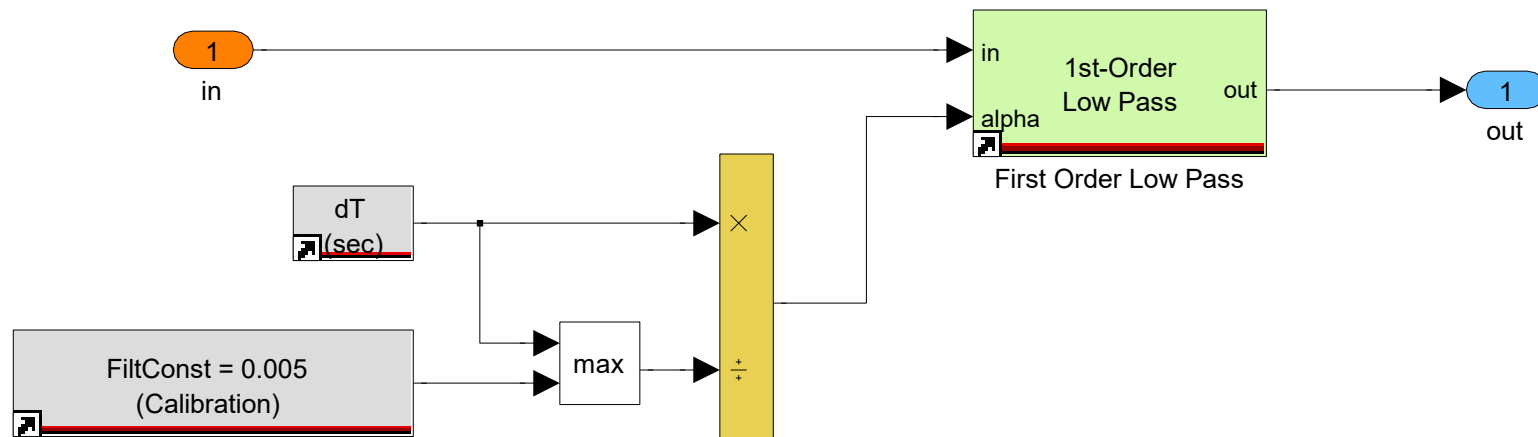 1
in
in
alpha
1st-Order
Low Pass
out
First Order Low Pass
1
out
dT
(sec)
×
FiltConst = 0.005
(Calibration)
max
÷